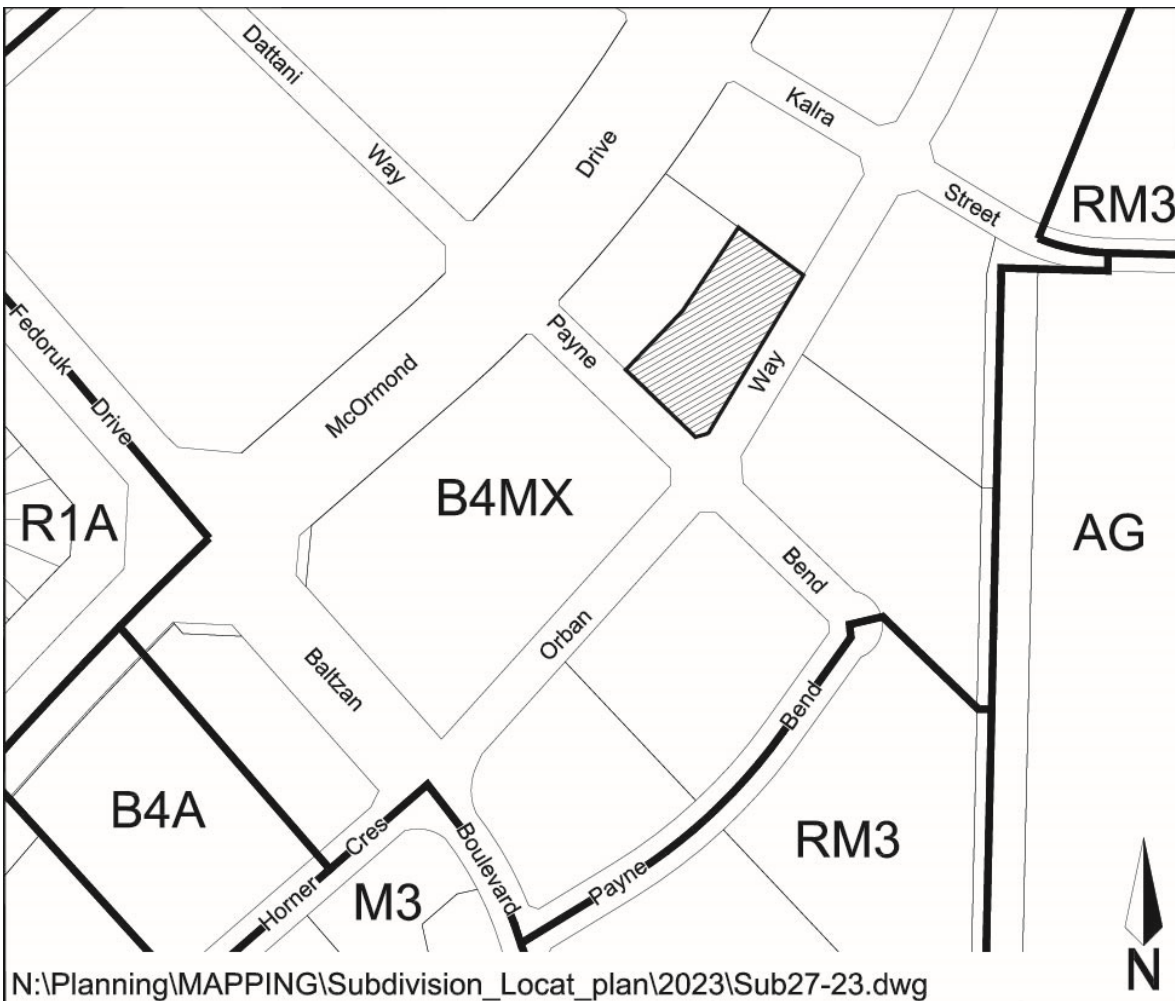 Dattani
Way
Kalra
Street
Drive
RM3
Fedoruk
Drive
Payne
Way
McOrmond
R1A
B4MX
AG
Bend
Orban
Baltzan
Bend
B4A
Cres
Boulevard
Payne
RM3
Horner
M3
N
N:\Planning\MAPPING\Subdivision_Locat_plan\2023\Sub27-23.dwg